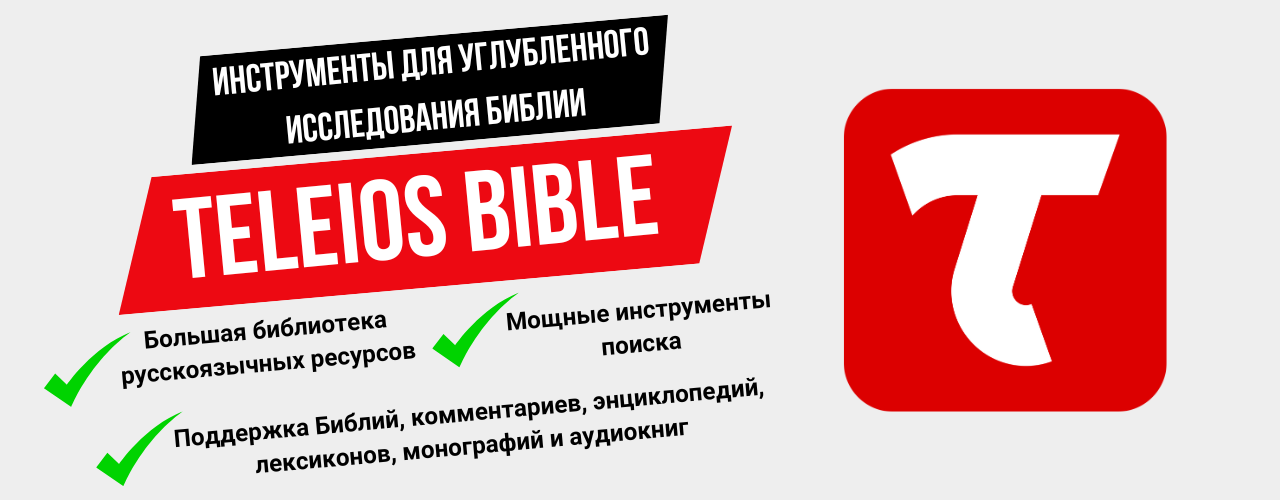 ИНСТРУМЕНТЫ ДЛЯ УГЛУБЛЕННОГО
ИССЛЕДОВАНИЯ БИБЛИИ
TELEIOS BIBLE
Большая библиотека
русскоязычных ресурсов
Мощные инструменты
поиска
Поддержка Библий, комментариев, энциклопедий,
лексиконов, монографий и аудиокниг